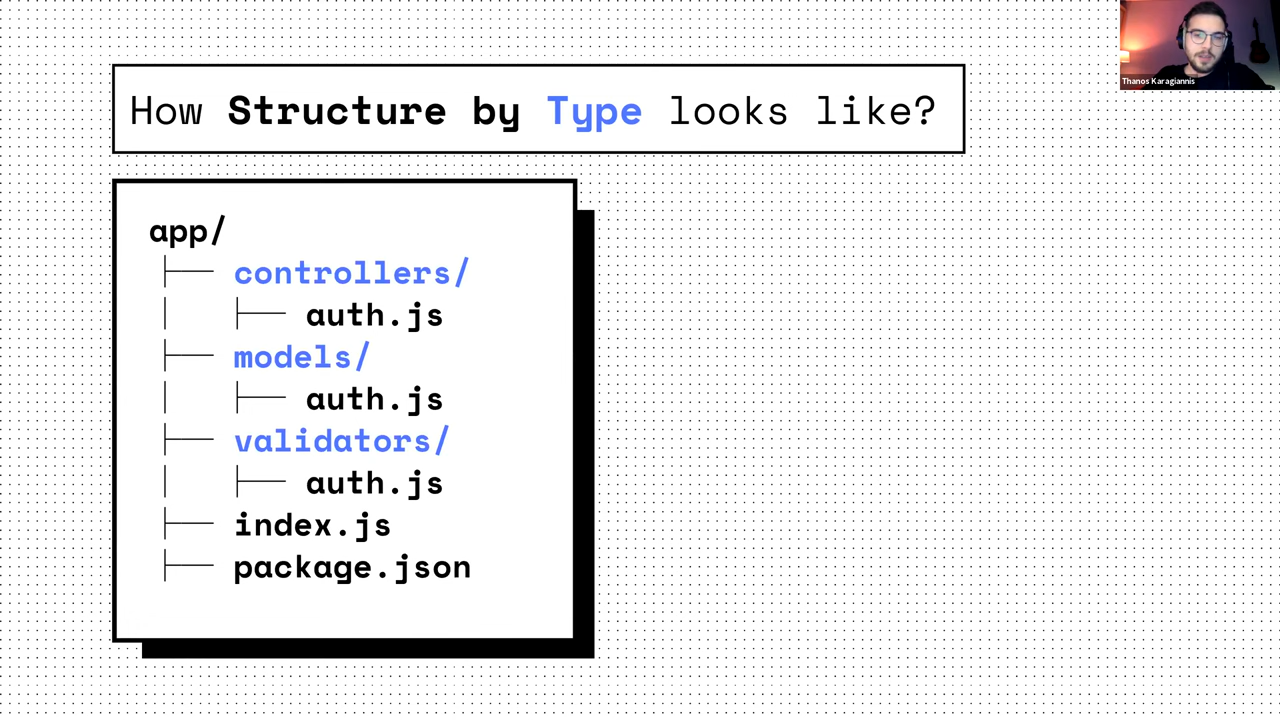 How Structure by Type looks like?
app/
├── controllers/
│   ├── auth.js
├── models/
│   ├── auth.js
├── validators/
│   ├── auth.js
├── index.js
├── package.json
Thanos Karagiannis